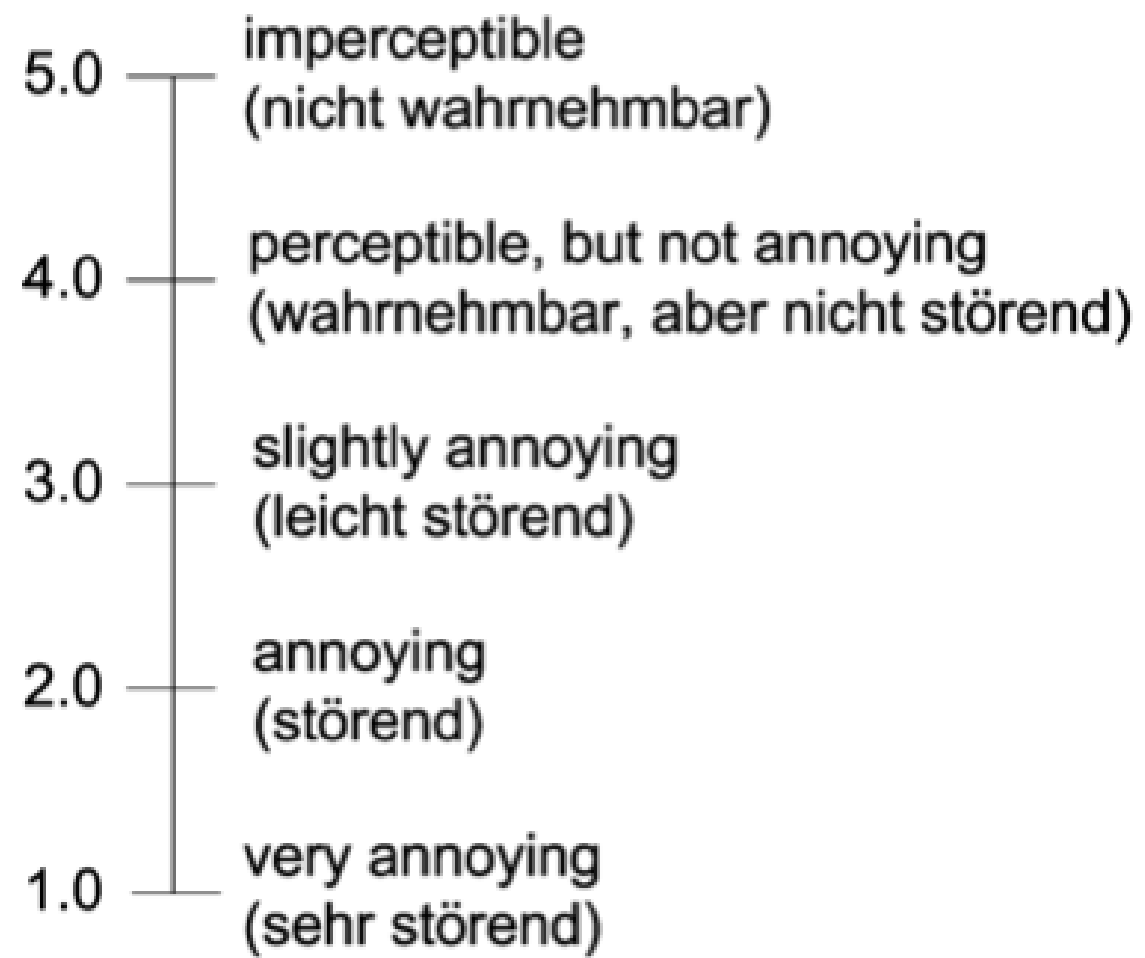 5.0
imperceptible
(nicht wahrnehmbar)
4.0
perceptible, but not annoying
(wahrnehmbar, aber nicht störend)
3.0
slightly annoying
(leicht störend)
2.0
annoying
(störend)
1.0
very annoying
(sehr störend)